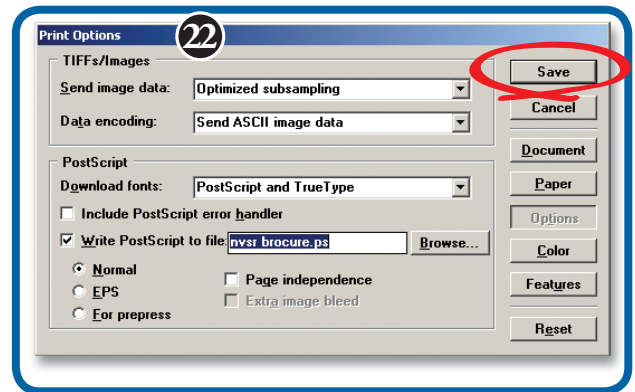 Print Options
22
TIFFs/Images
Send image data: Optimized subsampling
Data encoding: Send ASCII image data
PostScript
Download fonts: PostScript and TrueType
Include PostScript error handler
Write PostScript to file: nvsr brocure.ps Browse...
Normal
EPS
For prepress
Page independence
Extra image bleed
Save
Cancel
Document
Paper
Options
Color
Features
Reset